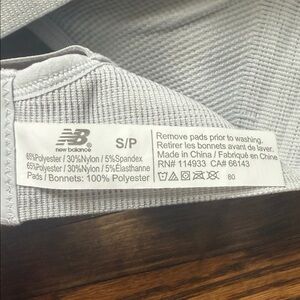 NB
new balance
S/P
65%Polyester / 30%Nylon / 5%Spandex
65%Polyester / 30%Nylon / 5%Elasthanne
Pads / Bonnets: 100% Polyester
Remove pads prior to washing.
Retirer les bonnets avant de laver.
Made in China / Fabriqué en Chine
RN# 114933 CA# 66143
80